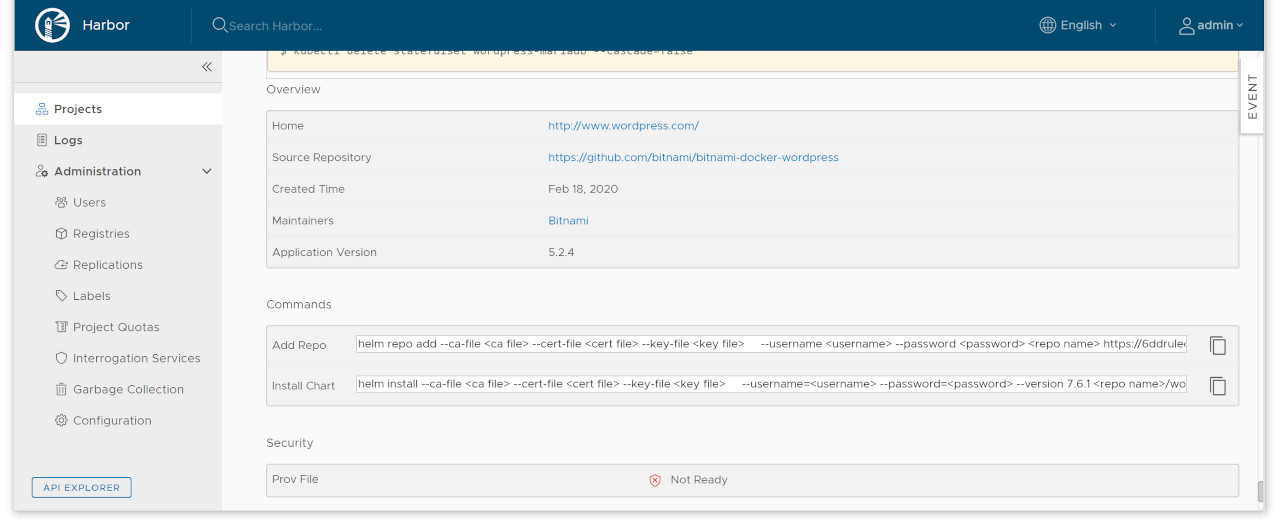 Harbor
Search Harbor...
English
admin
$ kubectl delete statefulset wordpress-mariadb --cascade=false
EVENT
Projects
Logs
Administration
Users
Registries
Replications
Labels
Project Quotas
Interrogation Services
Garbage Collection
Configuration
API EXPLORER
Overview
Home http://www.wordpress.com/
Source Repository https://github.com/bitnami/bitnami-docker-wordpress
Created Time Feb 18, 2020
Maintainers Bitnami
Application Version 5.2.4
Commands
Add Repo helm repo add --ca-file <ca file> --cert-file <cert file> --key-file <key file> --username <username> --password <password> <repo name> https://6ddrulec
Install Chart helm install --ca-file <ca file> --cert-file <cert file> --key-file <key file> --username=<username> --password=<password> --version 7.6.1 <repo name>/wo
Security
Prov File Not Ready